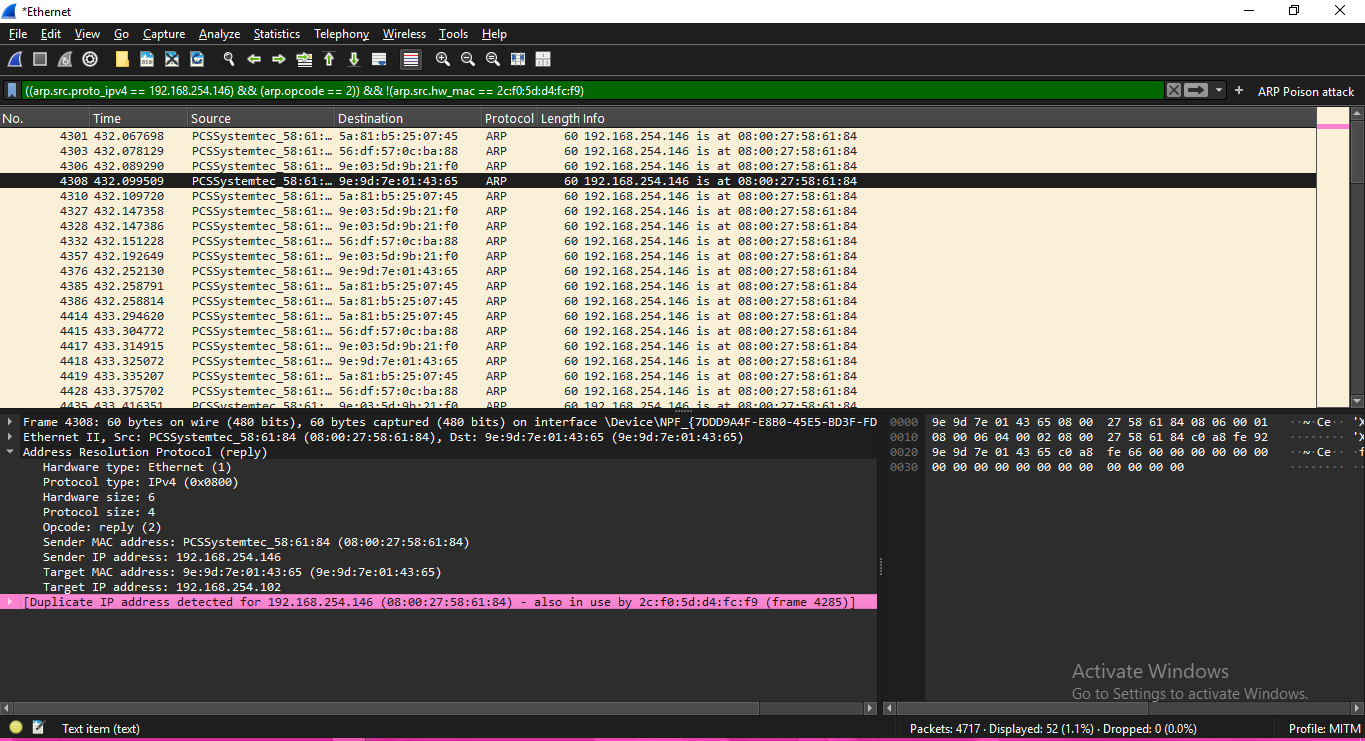 *Ethernet
File Edit View Go Capture Analyze Statistics Telephony Wireless Tools Help
((arp.src.proto_ipv4 == 192.168.254.146) && (arp.opcode == 2)) && !(arp.src.hw_mac == 2c:f0:5d:d4:fc:f9)
ARP Poison attack
No. Time Source Destination Protocol Length Info
4301 432.067698 PCSSystemtec_58:61:… 5a:81:b5:25:07:45 ARP 60 192.168.254.146 is at 08:00:27:58:61:84
4303 432.078129 PCSSystemtec_58:61:… 56:df:57:0c:ba:88 ARP 60 192.168.254.146 is at 08:00:27:58:61:84
4306 432.089290 PCSSystemtec_58:61:… 9e:03:5d:9b:21:f0 ARP 60 192.168.254.146 is at 08:00:27:58:61:84
4308 432.099509 PCSSystemtec_58:61:… 9e:9d:7e:01:43:65 ARP 60 192.168.254.146 is at 08:00:27:58:61:84
4310 432.109720 PCSSystemtec_58:61:… 5a:81:b5:25:07:45 ARP 60 192.168.254.146 is at 08:00:27:58:61:84
4327 432.147358 PCSSystemtec_58:61:… 9e:03:5d:9b:21:f0 ARP 60 192.168.254.146 is at 08:00:27:58:61:84
4328 432.147386 PCSSystemtec_58:61:… 9e:03:5d:9b:21:f0 ARP 60 192.168.254.146 is at 08:00:27:58:61:84
4332 432.151228 PCSSystemtec_58:61:… 56:df:57:0c:ba:88 ARP 60 192.168.254.146 is at 08:00:27:58:61:84
4357 432.192649 PCSSystemtec_58:61:… 9e:03:5d:9b:21:f0 ARP 60 192.168.254.146 is at 08:00:27:58:61:84
4376 432.252130 PCSSystemtec_58:61:… 9e:9d:7e:01:43:65 ARP 60 192.168.254.146 is at 08:00:27:58:61:84
4385 432.258791 PCSSystemtec_58:61:… 5a:81:b5:25:07:45 ARP 60 192.168.254.146 is at 08:00:27:58:61:84
4386 432.258814 PCSSystemtec_58:61:… 5a:81:b5:25:07:45 ARP 60 192.168.254.146 is at 08:00:27:58:61:84
4414 433.294620 PCSSystemtec_58:61:… 5a:81:b5:25:07:45 ARP 60 192.168.254.146 is at 08:00:27:58:61:84
4415 433.304772 PCSSystemtec_58:61:… 56:df:57:0c:ba:88 ARP 60 192.168.254.146 is at 08:00:27:58:61:84
4417 433.314915 PCSSystemtec_58:61:… 9e:03:5d:9b:21:f0 ARP 60 192.168.254.146 is at 08:00:27:58:61:84
4418 433.325072 PCSSystemtec_58:61:… 9e:9d:7e:01:43:65 ARP 60 192.168.254.146 is at 08:00:27:58:61:84
4419 433.335207 PCSSystemtec_58:61:… 5a:81:b5:25:07:45 ARP 60 192.168.254.146 is at 08:00:27:58:61:84
4428 433.375702 PCSSystemtec_58:61:… 56:df:57:0c:ba:88 ARP 60 192.168.254.146 is at 08:00:27:58:61:84
4435 433.416351 PCSSystemtec_58:61:… 9e:03:5d:9b:21:f0 ARP 60 192.168.254.146 is at 08:00:27:58:61:84
Frame 4308: 60 bytes on wire (480 bits), 60 bytes captured (480 bits) on interface \Device\NPF_{7DDD9A4F-E8B0-45E5-BD3F-FD
Ethernet II, Src: PCSSystemtec_58:61:84 (08:00:27:58:61:84), Dst: 9e:9d:7e:01:43:65 (9e:9d:7e:01:43:65)
Address Resolution Protocol (reply)
Hardware type: Ethernet (1)
Protocol type: IPv4 (0x0800)
Hardware size: 6
Protocol size: 4
Opcode: reply (2)
Sender MAC address: PCSSystemtec_58:61:84 (08:00:27:58:61:84)
Sender IP address: 192.168.254.146
Target MAC address: 9e:9d:7e:01:43:65 (9e:9d:7e:01:43:65)
Target IP address: 192.168.254.102
[Duplicate IP address detected for 192.168.254.146 (08:00:27:58:61:84) - also in use by 2c:f0:5d:d4:fc:f9 (frame 4285)]
0000 9e 9d 7e 01 43 65 08 00 27 58 61 84 08 06 00 01 ··~·Ce·· 'X
0010 08 00 06 04 00 02 08 00 27 58 61 84 c0 a8 fe 92 ········ 'X
0020 9e 9d 7e 01 43 65 c0 a8 fe 66 00 00 00 00 00 00 ··~·Ce·· ·f
0030 00 00 00 00 00 00 00 00 00 00 00 00 ········ ··
Activate Windows
Go to Settings to activate Windows.
Text item (text)
Packets: 4717 · Displayed: 52 (1.1%) · Dropped: 0 (0.0%)
Profile: MITM